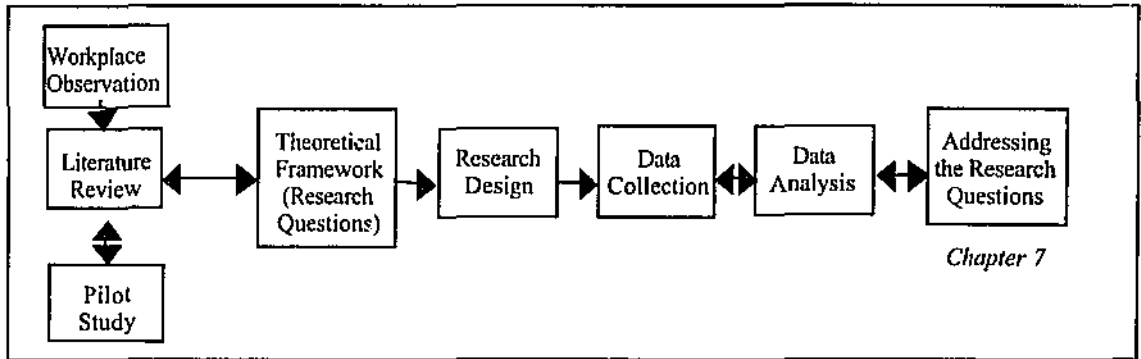 Workplace
Observation
Literature
Review
Pilot
Study
Theoretical
Framework
(Research
Questions)
Research
Design
Data
Collection
Data
Analysis
Addressing
the Research
Questions
Chapter 7